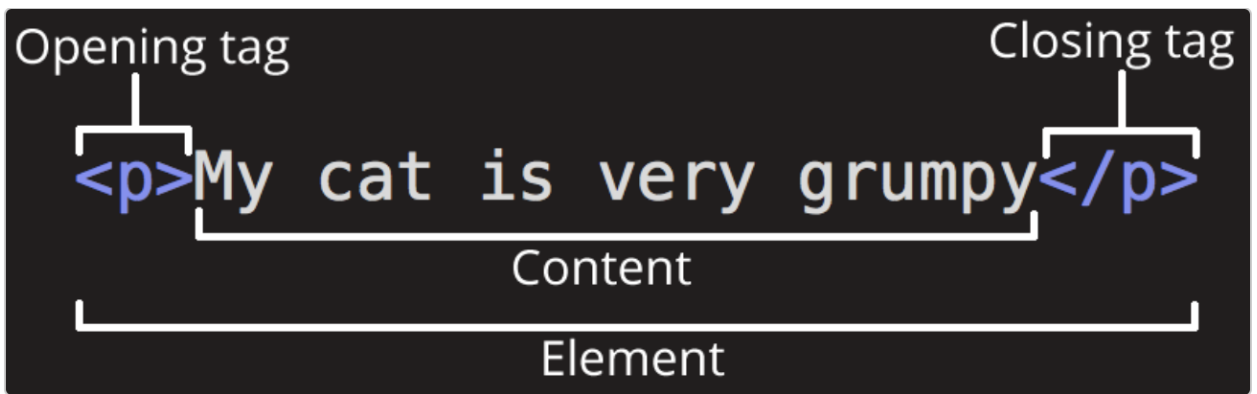 Opening tag
Closing tag
<p>My cat is very grumpy</p>
Content
Element